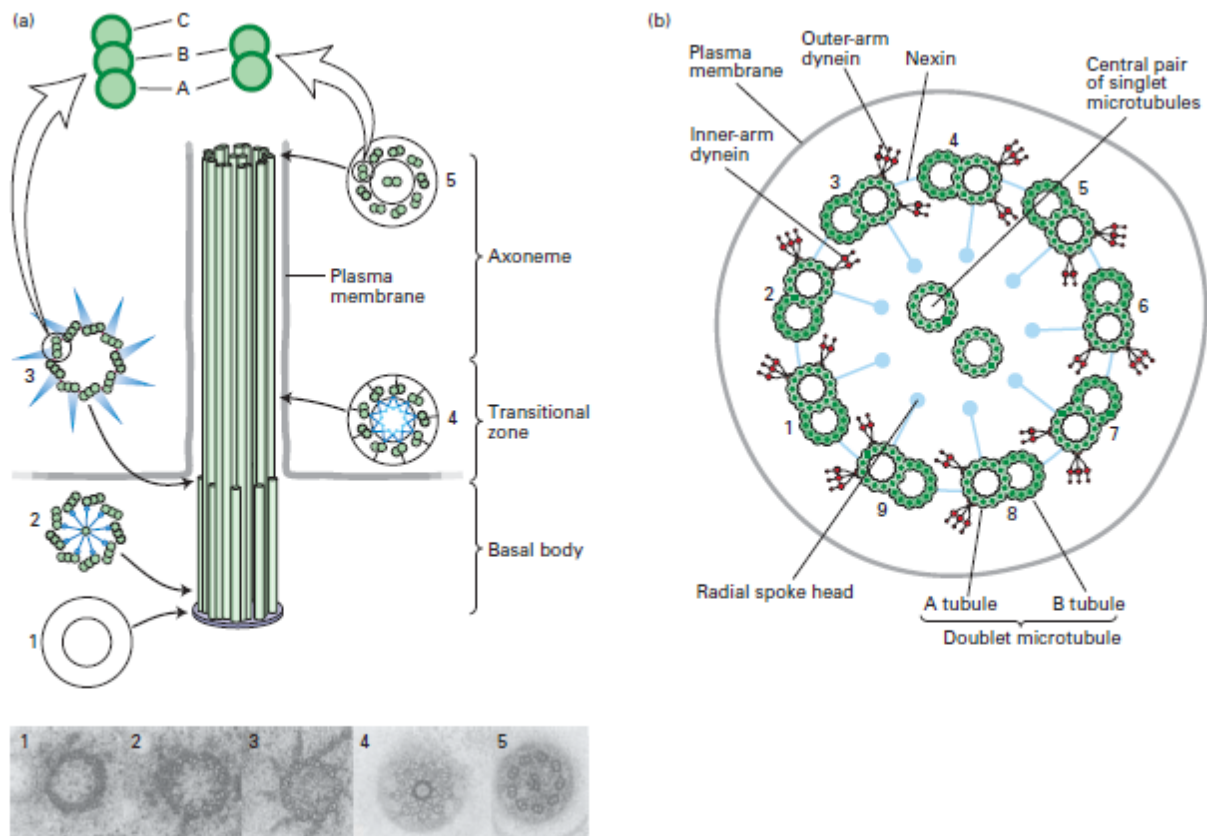 (a)
C
B
A
5
Axoneme
Plasma
membrane
3
4
Transitional
zone
2
Basal body
1
1
2
3
4
5
(b)
Plasma
membrane
Outer-arm
dynein
Nexin
Central pair
of singlet
microtubules
Inner-arm
dynein
4
3
5
2
6
1
7
9
8
Radial spoke head
A tubule
B tubule
Doublet microtubule